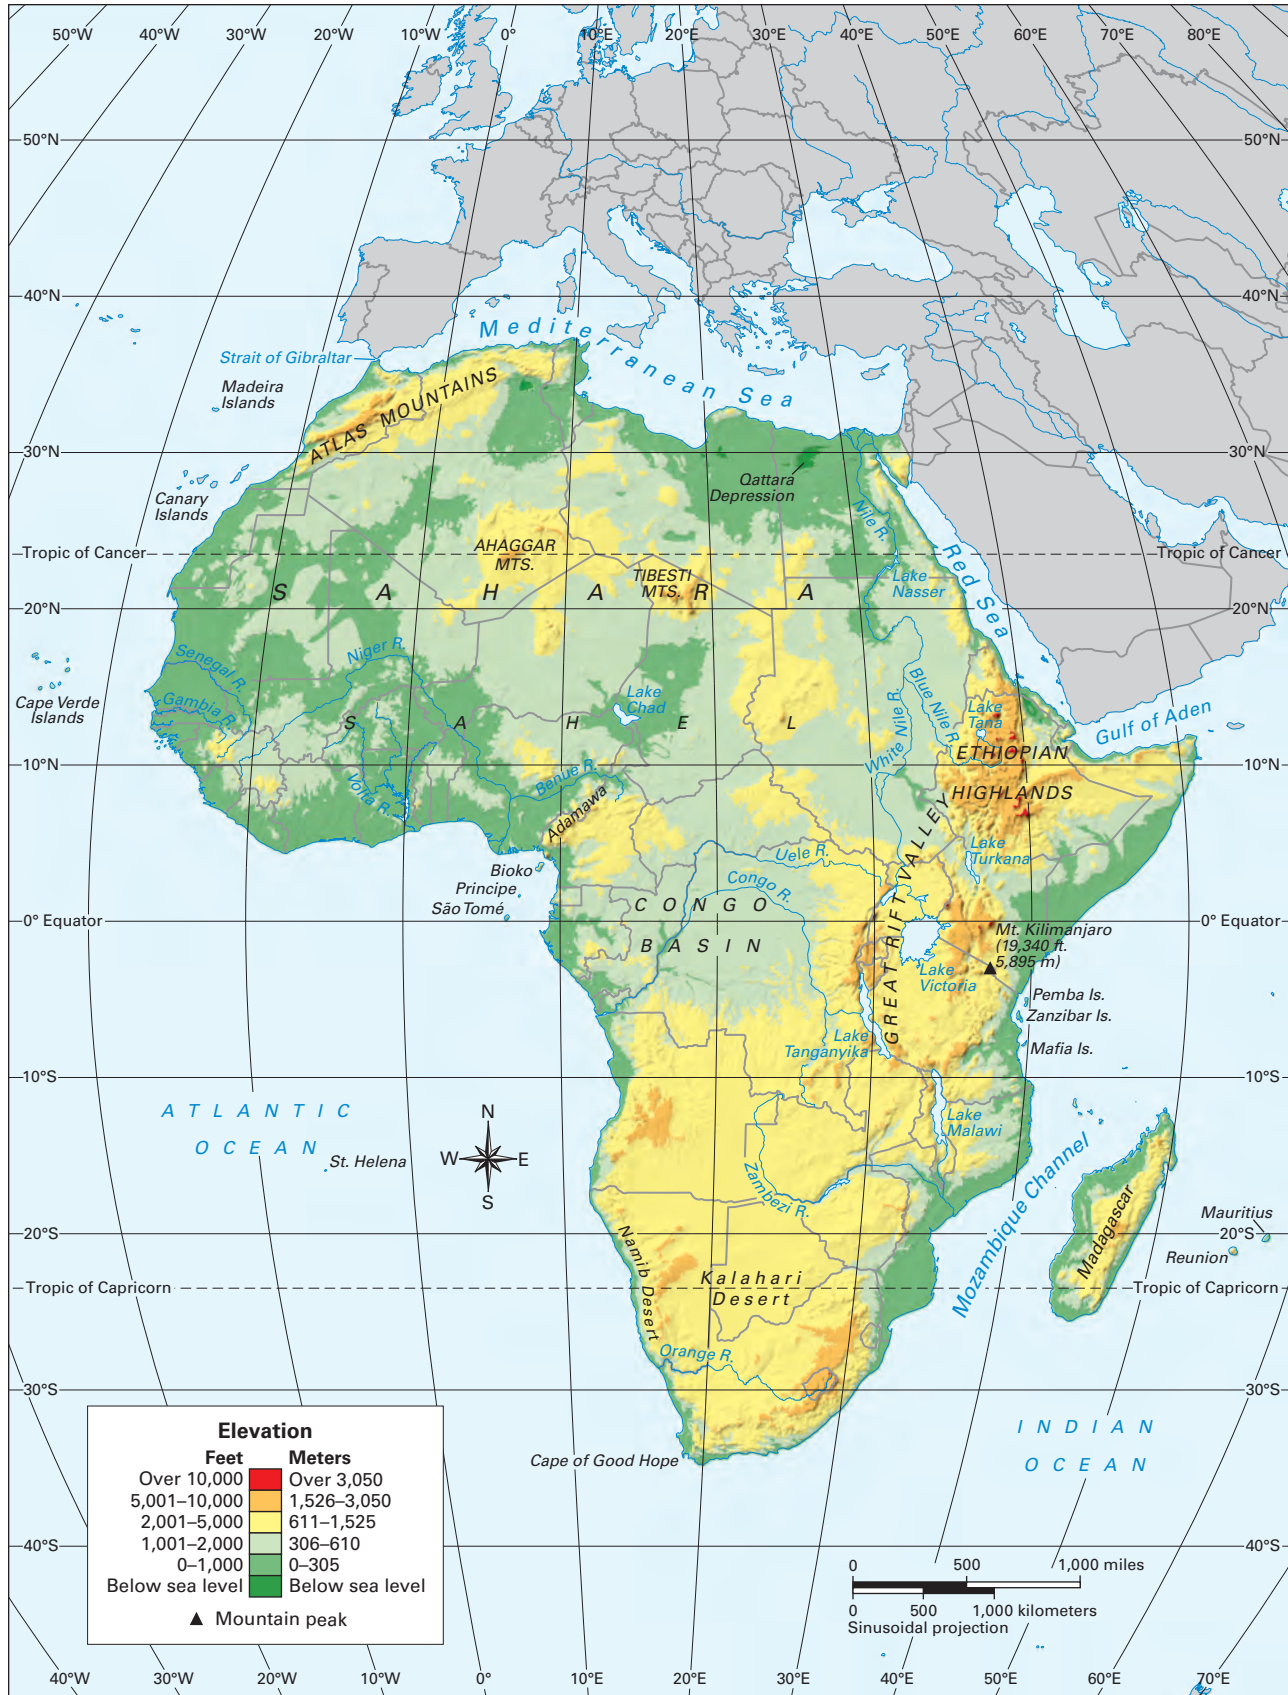 50°W
40°W
30°W
20°W
10°W
0°
10°E
20°E
30°E
40°E
50°E
60°E
70°E
80°E
50°N
50°N
40°N
40°N
Mediterranean Sea
Strait of Gibraltar
Madeira
Islands
ATLAS MOUNTAINS
30°N
30°N
Qattara
Depression
Canary
Islands
Nile R.
Tropic of Cancer
Tropic of Cancer
AHAGGAR
MTS.
TIBESTI
MTS.
Lake
Nasser
Red Sea
SAHARA
20°N
20°N
Senegal R.
Niger R.
Cape Verde
Islands
Gambia R.
Lake
Chad
White Nile R.
Blue Nile R.
Lake
Tana
Gulf of Aden
SAHEL
ETHIOPIAN
HIGHLANDS
10°N
10°N
Volta R.
Benue R.
Adamawa
GREAT RIFT VALLEY
Lake
Turkana
Uele R.
Bioko
Principe
São Tomé
Congo R.
CONGO
BASIN
0° Equator
0° Equator
Mt. Kilimanjaro
(19,340 ft.
5,895 m)
Lake
Victoria
Pemba Is.
Zanzibar Is.
Mafia Is.
Lake
Tanganyika
10°S
10°S
ATLANTIC
OCEAN
St. Helena
N
W
E
S
Lake
Malawi
Zambezi R.
Mozambique Channel
Madagascar
Mauritius
20°S
20°S
Reunion
Namib Desert
Kalahari
Desert
Tropic of Capricorn
Tropic of Capricorn
Orange R.
30°S
30°S
Cape of Good Hope
INDIAN
OCEAN
Elevation
Feet Meters
Over 10,000 Over 3,050
5,001–10,000 1,526–3,050
2,001–5,000 611–1,525
1,001–2,000 306–610
0–1,000 0–305
Below sea level Below sea level
▲ Mountain peak
40°S
40°S
0 500 1,000 miles
0 500 1,000 kilometers
Sinusoidal projection
40°W
30°W
20°W
10°W
0°
10°E
20°E
30°E
40°E
50°E
60°E
70°E